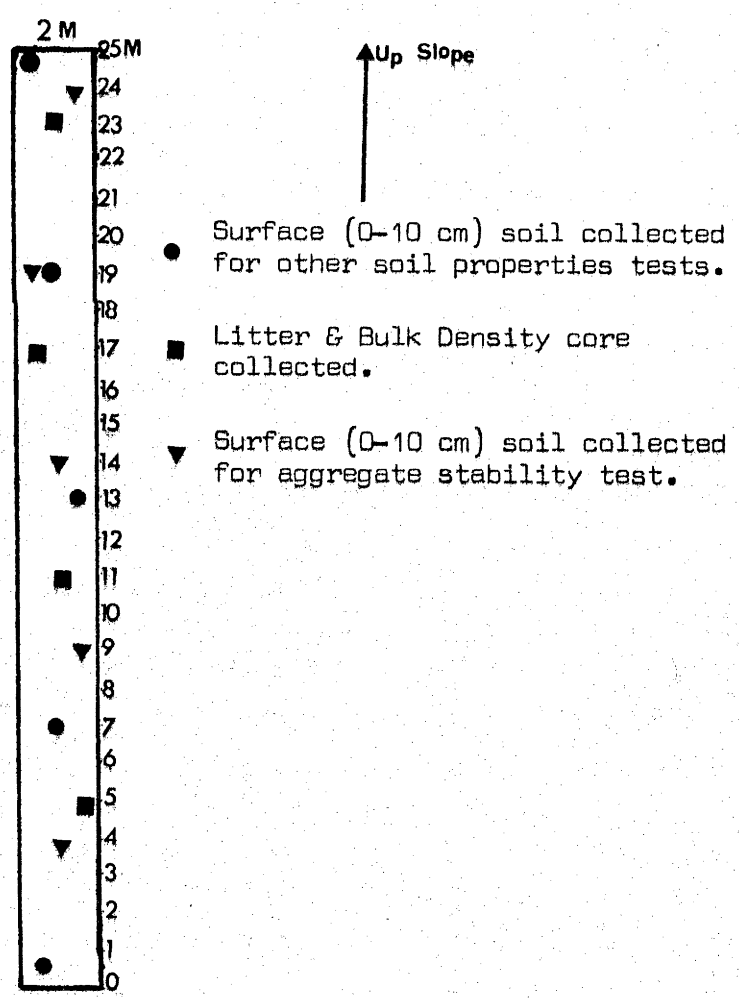 2 M
25M
Up Slope
24
23
22
21
20
Surface (0-10 cm) soil collected
for other soil properties tests.
19
18
17
Litter & Bulk Density core
collected.
16
15
14
Surface (0-10 cm) soil collected
for aggregate stability test.
13
12
11
10
9
8
7
6
5
4
3
2
1
0